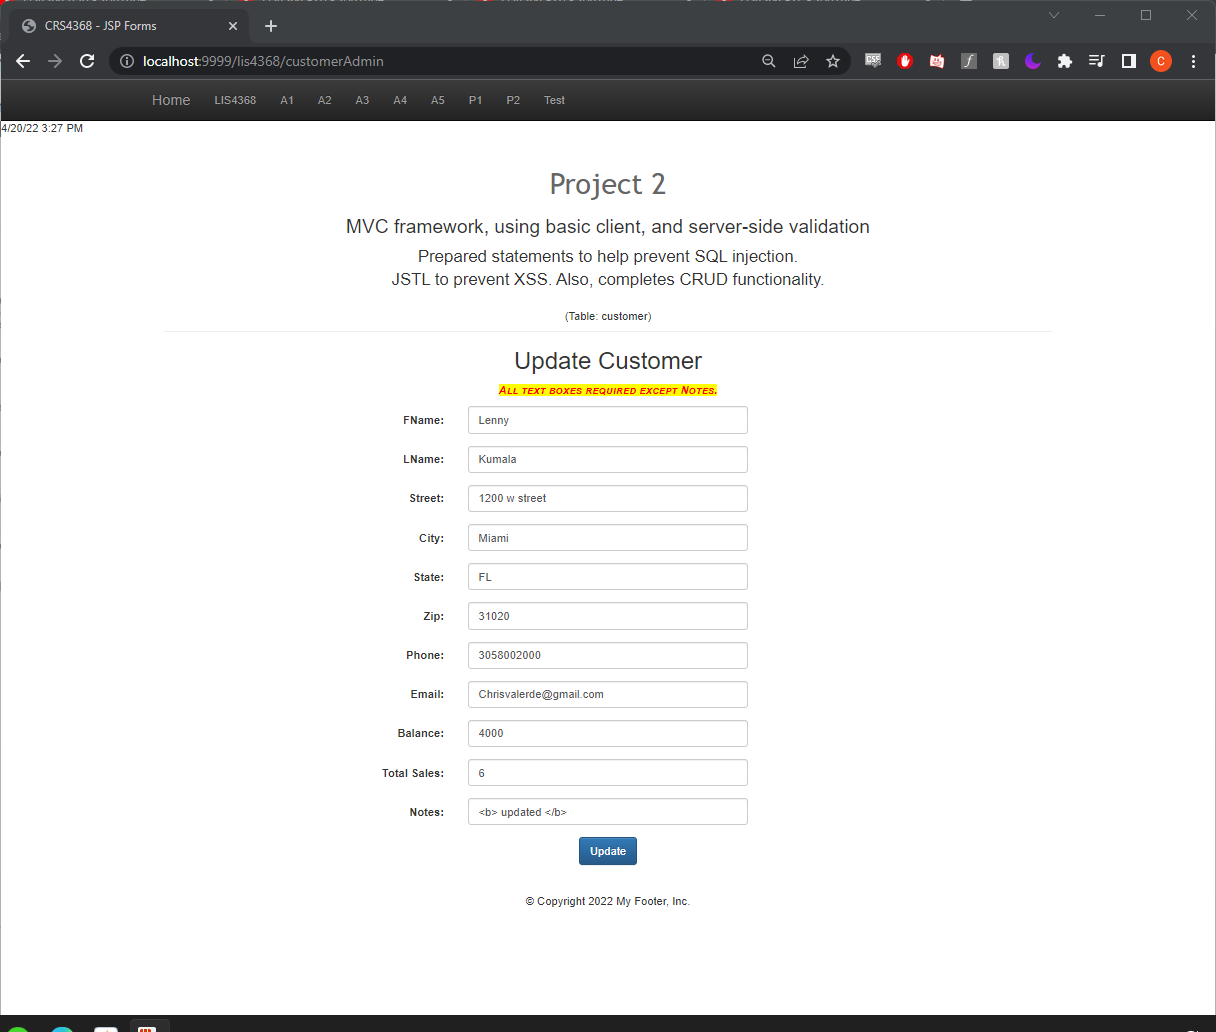 CRS4368 - JSP Forms
localhost:9999/lis4368/customerAdmin
CSE
C
Home LIS4368 A1 A2 A3 A4 A5 P1 P2 Test
4/20/22 3:27 PM
Project 2
MVC framework, using basic client, and server-side validation
Prepared statements to help prevent SQL injection.
JSTL to prevent XSS. Also, completes CRUD functionality.
(Table: customer)
Update Customer
All text boxes required except Notes.
FName: Lenny
LName: Kumala
Street: 1200 w street
City: Miami
State: FL
Zip: 31020
Phone: 3058002000
Email: Chrisvalerde@gmail.com
Balance: 4000
Total Sales: 6
Notes: <b> updated </b>
Update
© Copyright 2022 My Footer, Inc.